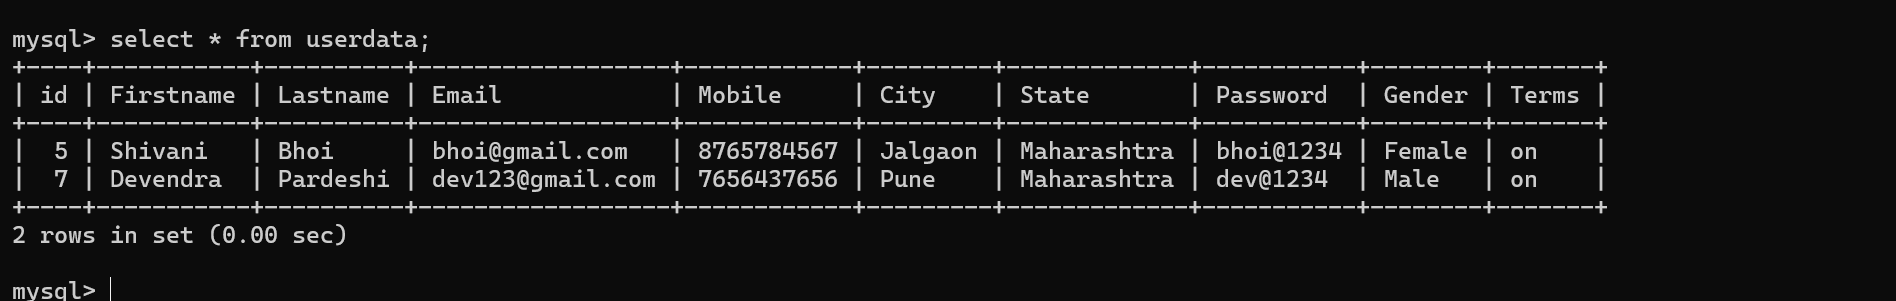 mysql> select * from userdata;
+----+-----------+----------+-----------------+------------+---------+-------------+-----------+--------+-------+
| id | Firstname | Lastname | Email           | Mobile     | City    | State       | Password  | Gender | Terms |
+----+-----------+----------+-----------------+------------+---------+-------------+-----------+--------+-------+
|  5 | Shivani   | Bhoi     | bhoi@gmail.com  | 8765784567 | Jalgaon | Maharashtra | bhoi@1234 | Female | on    |
|  7 | Devendra  | Pardeshi | dev123@gmail.com | 7656437656 | Pune    | Maharashtra | dev@1234  | Male   | on    |
+----+-----------+----------+-----------------+------------+---------+-------------+-----------+--------+-------+
2 rows in set (0.00 sec)
mysql>